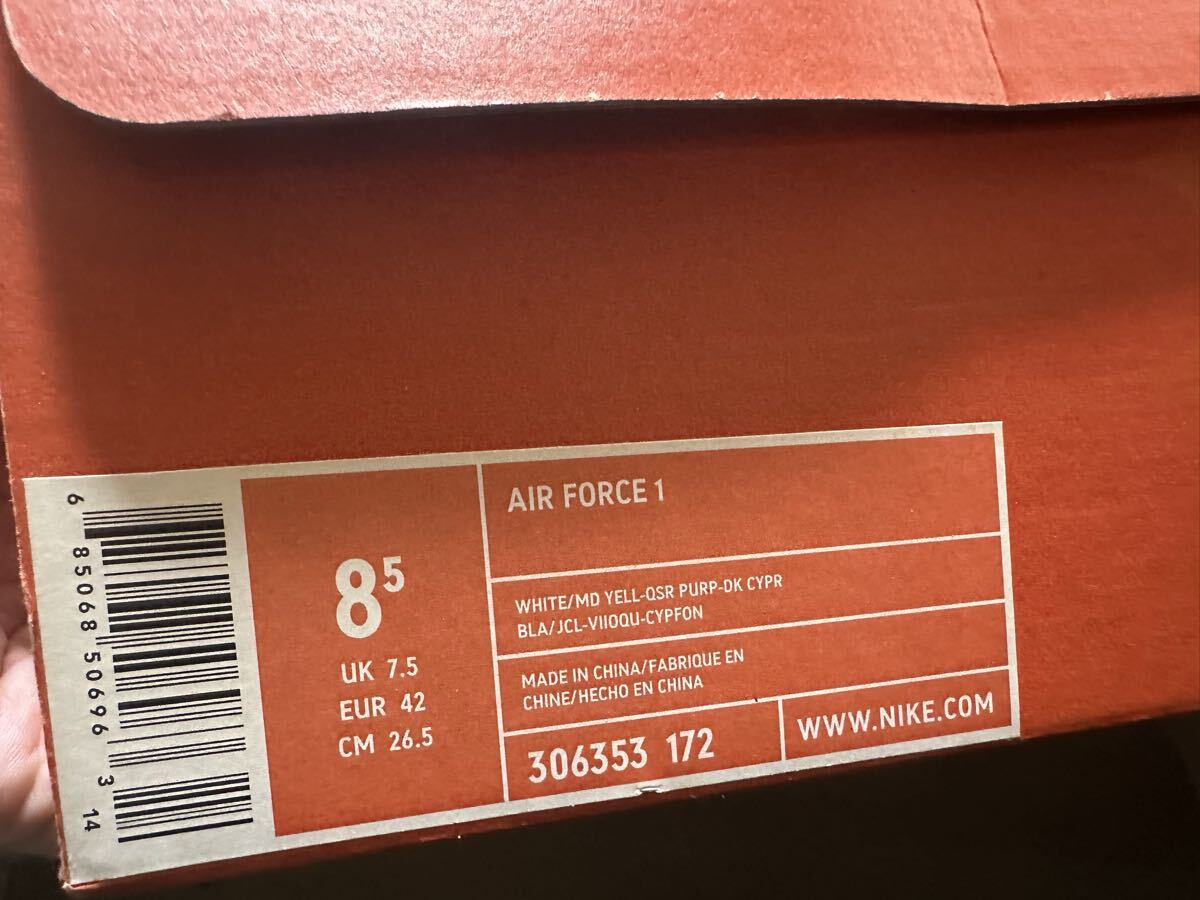 6 85068 50696 3 14
8⁵
UK 7.5
EUR 42
CM 26.5
AIR FORCE 1
WHITE/MD YELL-QSR PURP-DK CYPR
BLA/JCL-VIIOQU-CYPFON
MADE IN CHINA/FABRIQUE EN
CHINE/HECHO EN CHINA
306353 172
WWW.NIKE.COM